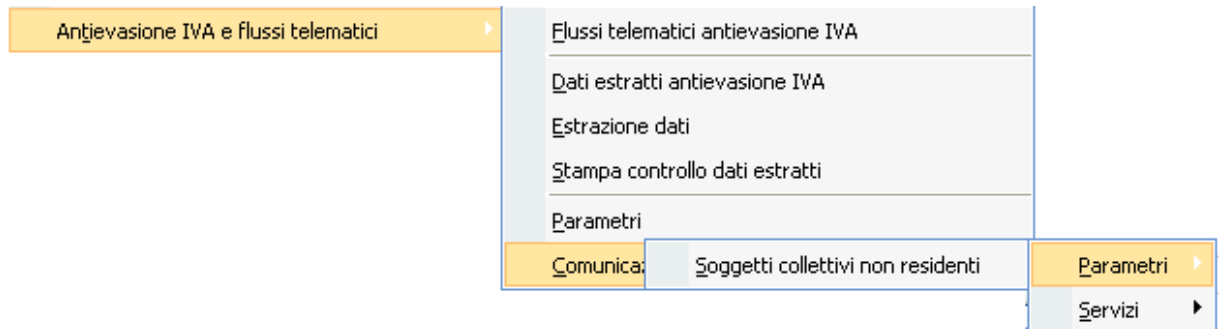 Antievasione IVA e flussi telematici
Flussi telematici antievasione IVA
Dati estratti antievasione IVA
Estrazione dati
Stampa controllo dati estratti
Parametri
Comunica
Soggetti collettivi non residenti
Parametri
Servizi